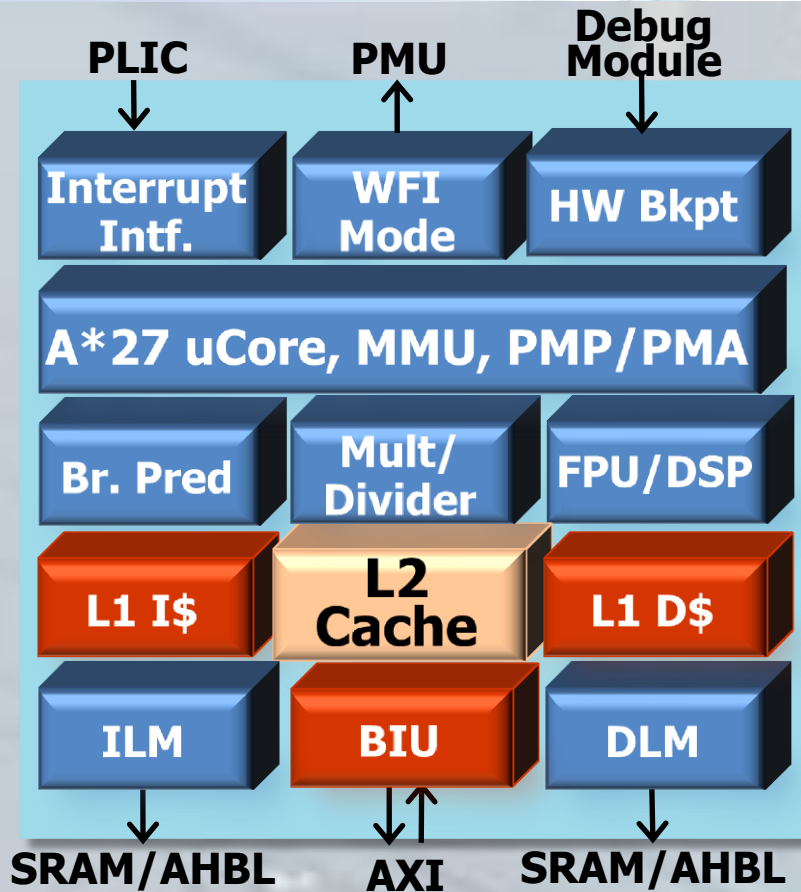 PLIC
PMU
Debug
Module
Interrupt
Intf.
WFI
Mode
HW Bkpt
A*27 uCore, MMU, PMP/PMA
Br. Pred
Mult/
Divider
FPU/DSP
L1 I$
L2
Cache
L1 D$
ILM
BIU
DLM
SRAM/AHBL
AXI
SRAM/AHBL